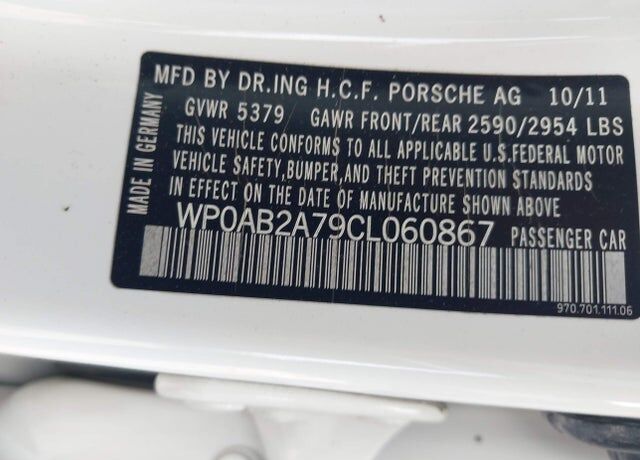 MFD BY DR.ING H.C.F. PORSCHE AG 10/11
GVWR 5379 GAWR FRONT/REAR 2590/2954 LBS
THIS VEHICLE CONFORMS TO ALL APPLICABLE U.S.FEDERAL MOTOR
VEHICLE SAFETY,BUMPER,AND THEFT PREVENTION STANDARDS
IN EFFECT ON THE DATE OF MANUFACTURE SHOWN ABOVE
WP0AB2A79CL060867 PASSENGER CAR
970.701.111.06
MADE IN GERMANY